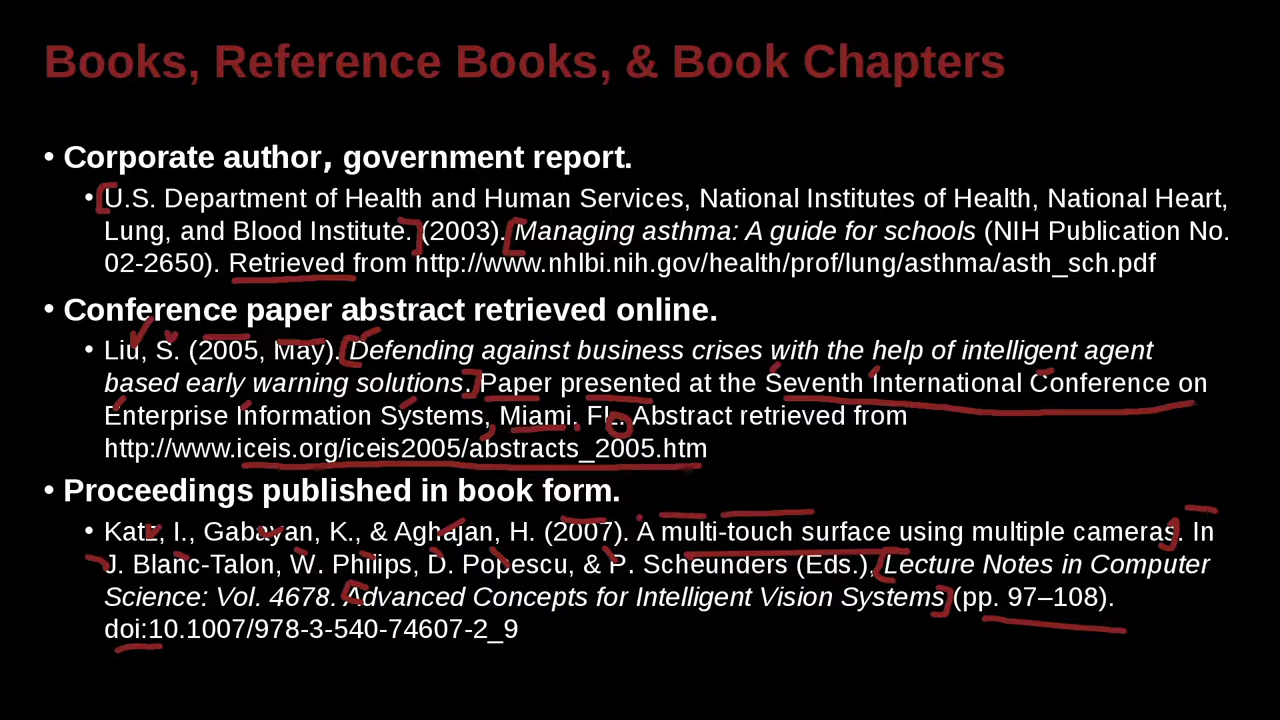 Books, Reference Books, & Book Chapters
• Corporate author, government report.
• U.S. Department of Health and Human Services, National Institutes of Health, National Heart,
Lung, and Blood Institute. (2003). Managing asthma: A guide for schools (NIH Publication No.
02-2650). Retrieved from http://www.nhlbi.nih.gov/health/prof/lung/asthma/asth_sch.pdf
• Conference paper abstract retrieved online.
• Liu, S. (2005, May). Defending against business crises with the help of intelligent agent
based early warning solutions. Paper presented at the Seventh International Conference on
Enterprise Information Systems, Miami. FL. Abstract retrieved from
http://www.iceis.org/iceis2005/abstracts_2005.htm
• Proceedings published in book form.
• Katz, I., Gabayan, K., & Aghajan, H. (2007). A multi-touch surface using multiple cameras. In
J. Blanc-Talon, W. Philips, D. Popescu, & P. Scheunders (Eds.), Lecture Notes in Computer
Science: Vol. 4678. Advanced Concepts for Intelligent Vision Systems (pp. 97–108).
doi:10.1007/978-3-540-74607-2_9